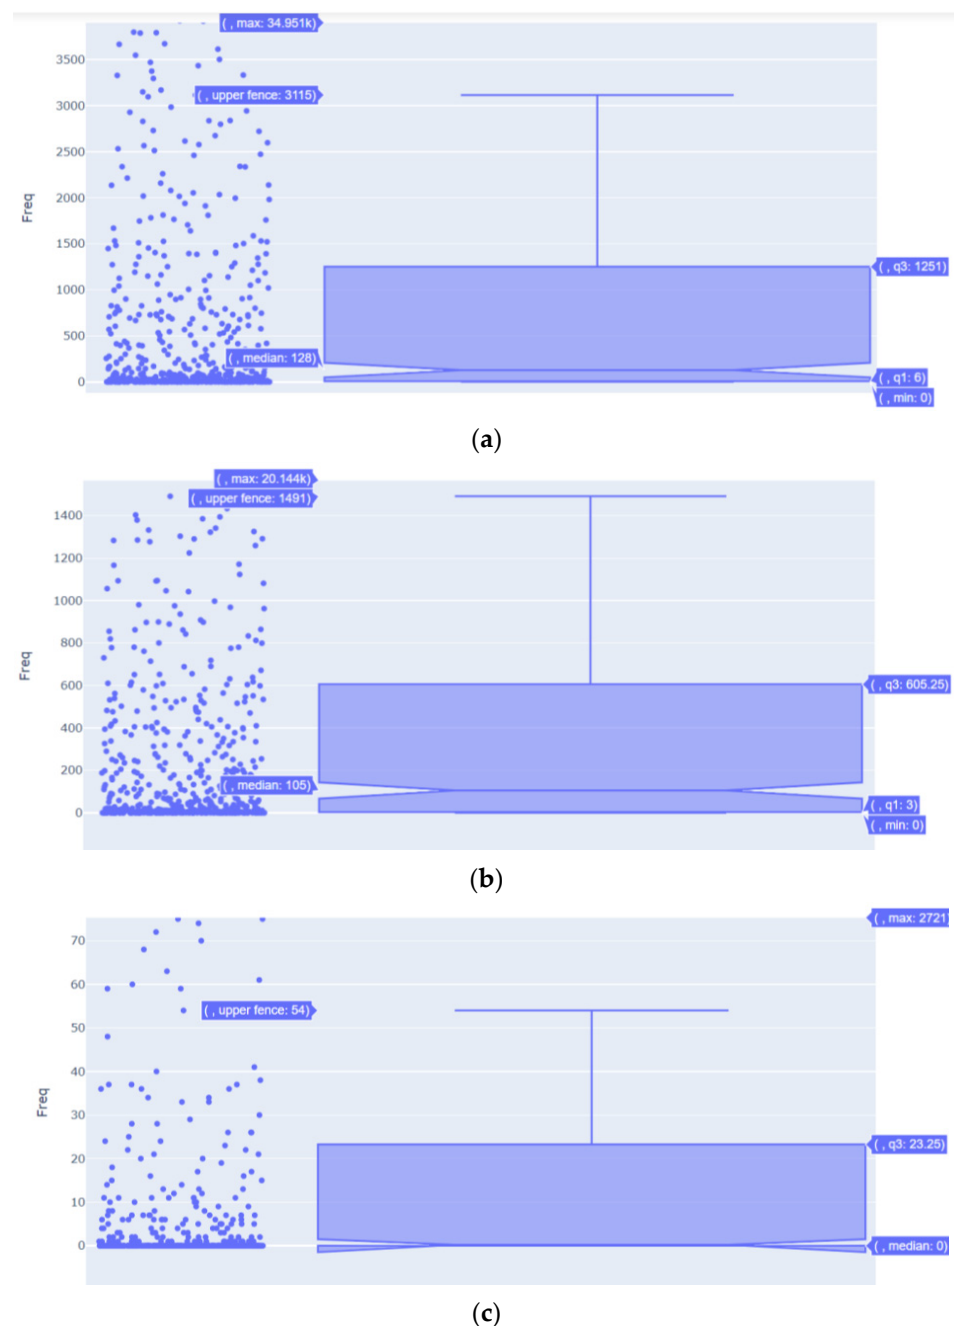 ( , max: 34.951k)
3500
( , upper fence: 3115)
3000
2500
2000
Freq
1500
( , q3: 1251)
1000
500
( , median: 128)
( , q1: 6)
0
( , min: 0)
(a)
( , max: 20.144k)
( , upper fence: 1491)
1400
1200
1000
800
Freq
( , q3: 605.25)
600
400
200
( , median: 105)
( , q1: 3)
0
( , min: 0)
(b)
( , max: 2721)
70
60
( , upper fence: 54)
50
40
Freq
30
( , q3: 23.25)
20
10
0
( , median: 0)
(c)